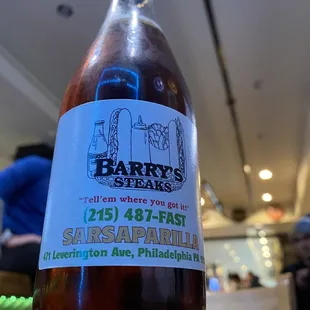 BARRY'S
STEAKS
"Tell'em where you got it!"
(215) 487-FAST
SARSAPARILLA
471 Leverington Ave, Philadelphia PA